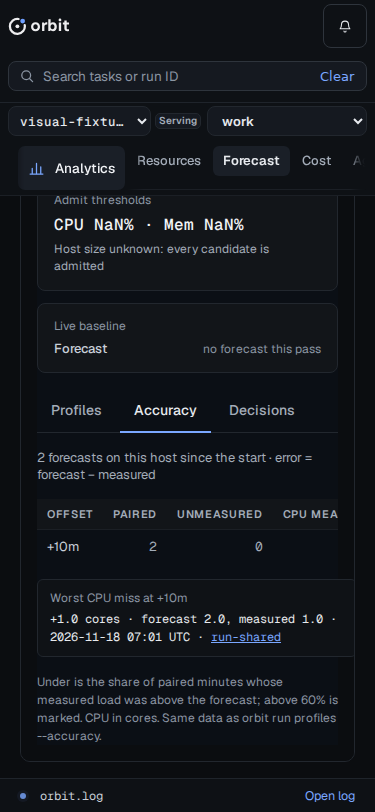 orbit
Search tasks or run ID
Clear
visual-fixtu…
Serving
work
Analytics
Resources
Forecast
Cost
A
Admit thresholds
CPU NaN% · Mem NaN%
Host size unknown: every candidate is
admitted
Live baseline
Forecast
no forecast this pass
Profiles
Accuracy
Decisions
2 forecasts on this host since the start · error =
forecast − measured
OFFSET PAIRED UNMEASURED CPU MEA
+10m 2 0
Worst CPU miss at +10m
+1.0 cores · forecast 2.0, measured 1.0 ·
2026-11-18 07:01 UTC · run-shared
Under is the share of paired minutes whose
measured load was above the forecast; above 60% is
marked. CPU in cores. Same data as orbit run profiles
--accuracy.
orbit.log
Open log